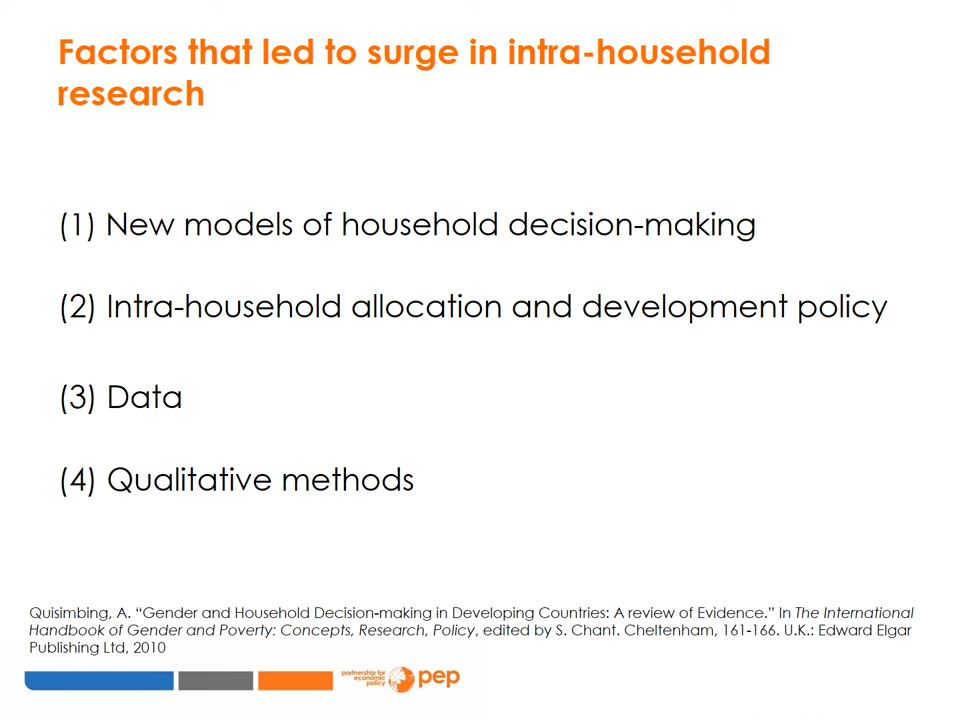 Factors that led to surge in intra-household
research
(1) New models of household decision-making
(2) Intra-household allocation and development policy
(3) Data
(4) Qualitative methods
Quisimbing, A. “Gender and Household Decision-making in Developing Countries: A review of Evidence.” In The International
Handbook of Gender and Poverty: Concepts, Research, Policy, edited by S. Chant. Cheltenham, 161-166. U.K.: Edward Elgar
Publishing Ltd, 2010
partnership for
economic
policy
pep